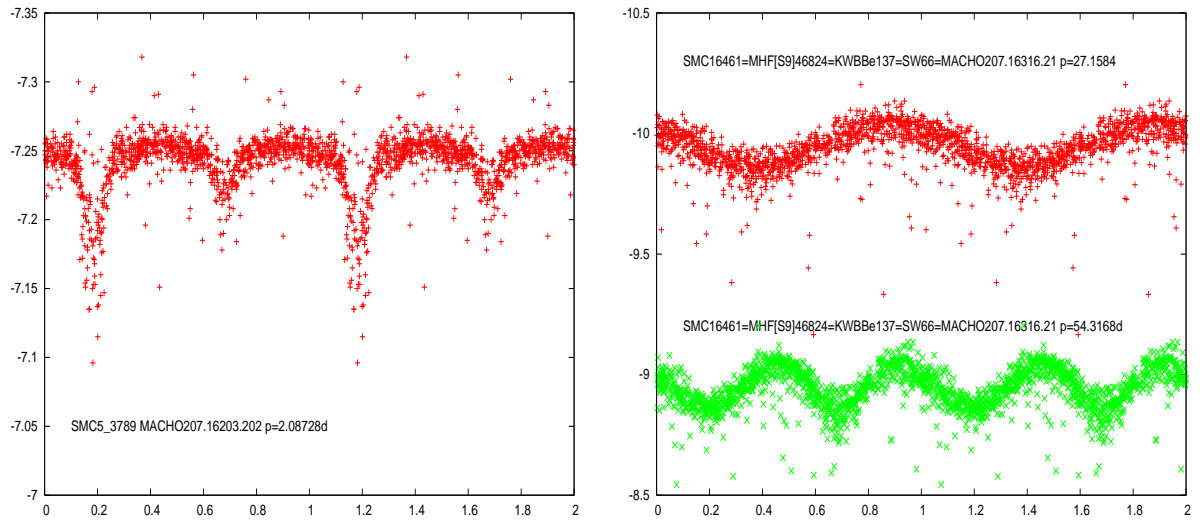 -7.35
-7.3
-7.25
-7.2
-7.15
-7.1
-7.05
-7
SMC5_3789 MACHO207.16203.202 p=2.08728d
0 0.2 0.4 0.6 0.8 1 1.2 1.4 1.6 1.8 2
-10.5
-10
-9.5
-9
-8.5
SMC16461=MHF[S9]46824=KWBBe137=SW66=MACHO207.16316.21 p=27.1584
SMC16461=MHF[S9]46824=KWBBe137=SW66=MACHO207.16316.21 p=54.3168d
0 0.2 0.4 0.6 0.8 1 1.2 1.4 1.6 1.8 2